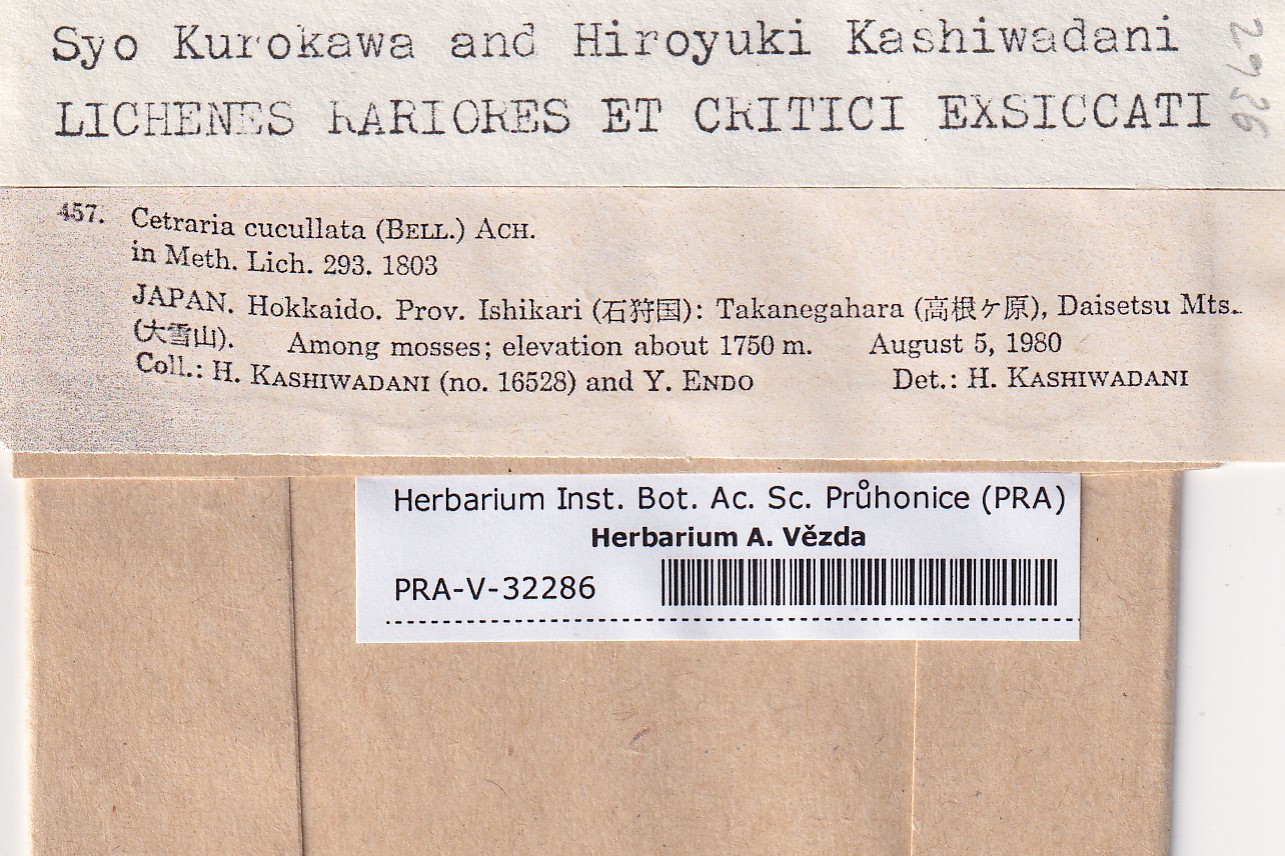 Syo Kurokawa and Hiroyuki Kashiwadani
LICHENES RARIORES ET CRITICI EXSICCATI
2936
457. Cetraria cucullata (BELL.) ACH.
in Meth. Lich. 293. 1803
JAPAN. Hokkaido. Prov. Ishikari (石狩国): Takanegahara (高根ケ原), Daisetsu Mts.
(大雪山). Among mosses; elevation about 1750 m. August 5, 1980
Coll.: H. KASHIWADANI (no. 16528) and Y. ENDO Det.: H. KASHIWADANI
Herbarium Inst. Bot. Ac. Sc. Průhonice (PRA)
Herbarium A. Vězda
PRA-V-32286